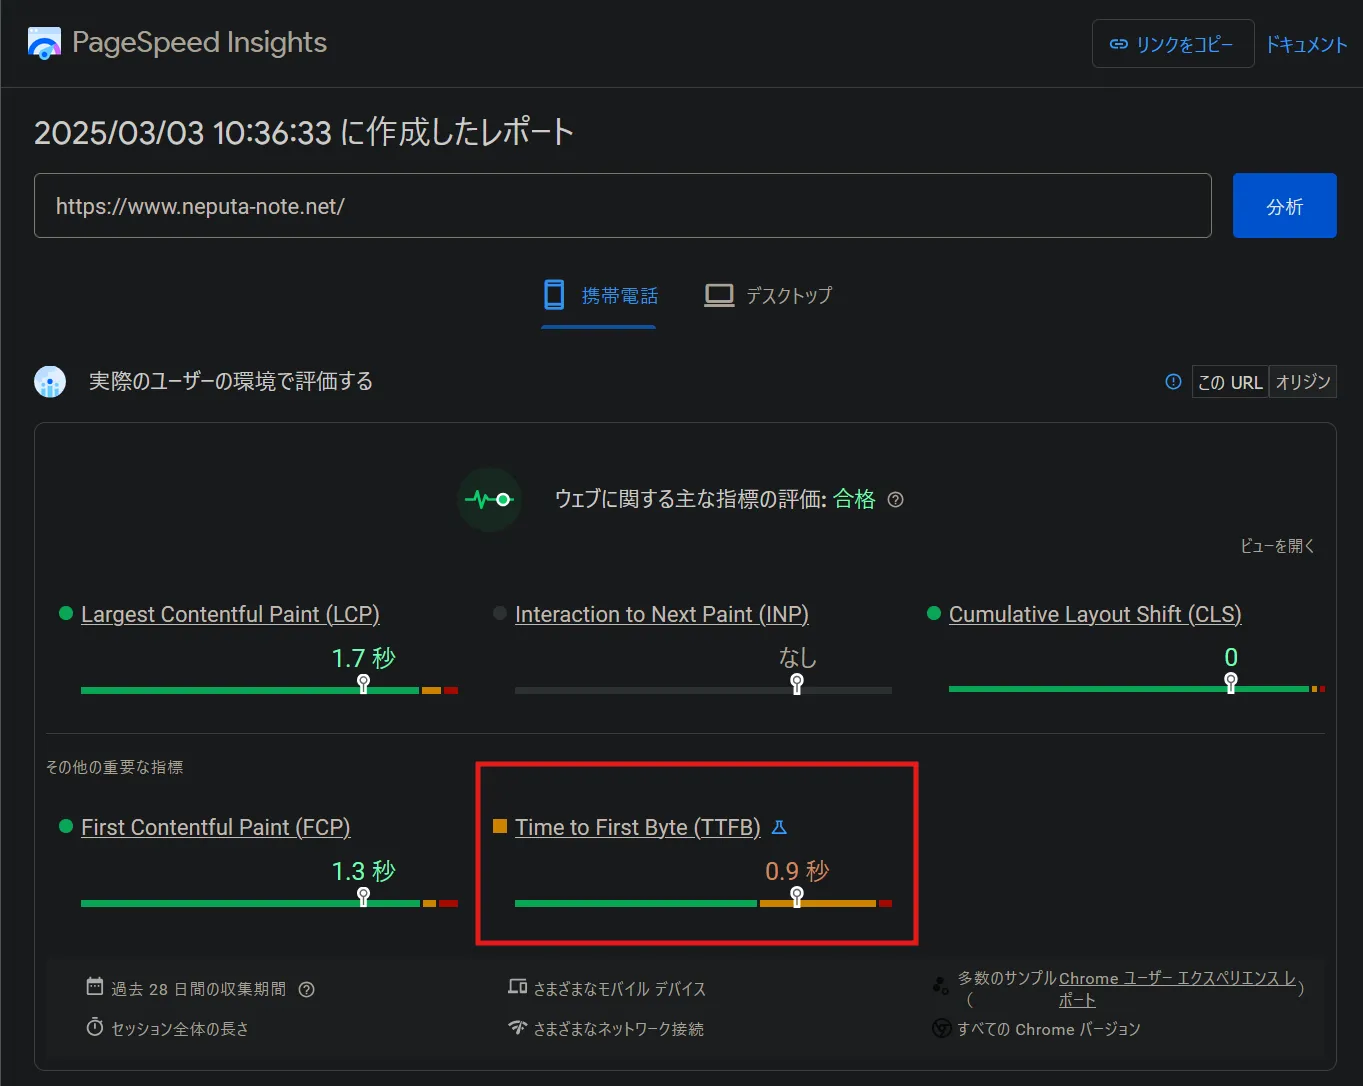 PageSpeed Insights
リンクをコピー
ドキュメント
2025/03/03 10:36:33 に作成したレポート
https://www.neputa-note.net/
分析
携帯電話
デスクトップ
実際のユーザーの環境で評価する
この URL
オリジン
ウェブに関する主な指標の評価: 合格
ビューを開く
Largest Contentful Paint (LCP)
1.7 秒
Interaction to Next Paint (INP)
なし
Cumulative Layout Shift (CLS)
0
その他の重要な指標
First Contentful Paint (FCP)
1.3 秒
Time to First Byte (TTFB)
0.9 秒
過去 28 日間の収集期間
さまざまなモバイル デバイス
多数のサンプル
(
Chrome ユーザー エクスペリエンス レ
ポート
)
セッション全体の長さ
さまざまなネットワーク接続
すべての Chrome バージョン